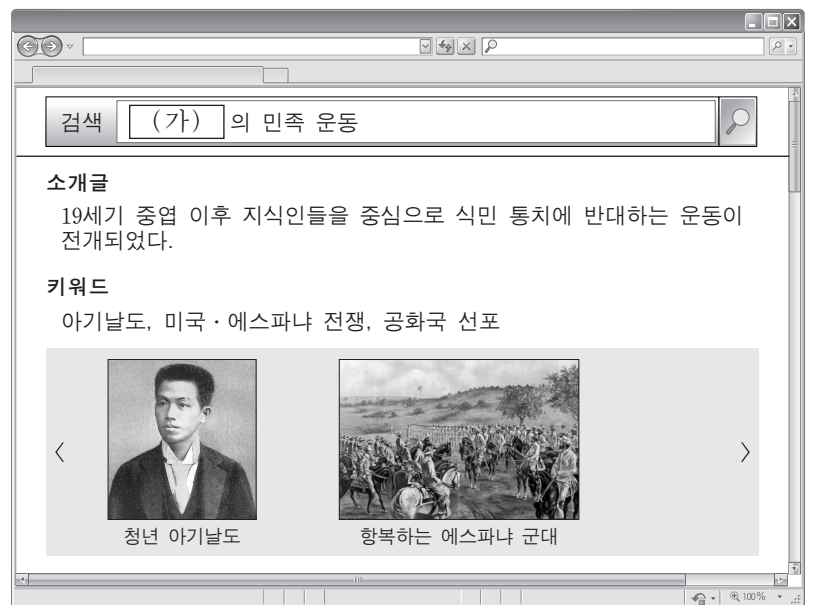 검색 (가) 의 민족 운동
소개글
19세기 중엽 이후 지식인들을 중심으로 식민 통치에 반대하는 운동이
전개되었다.
키워드
아기날도, 미국·에스파냐 전쟁, 공화국 선포
청년 아기날도
항복하는 에스파냐 군대
100%